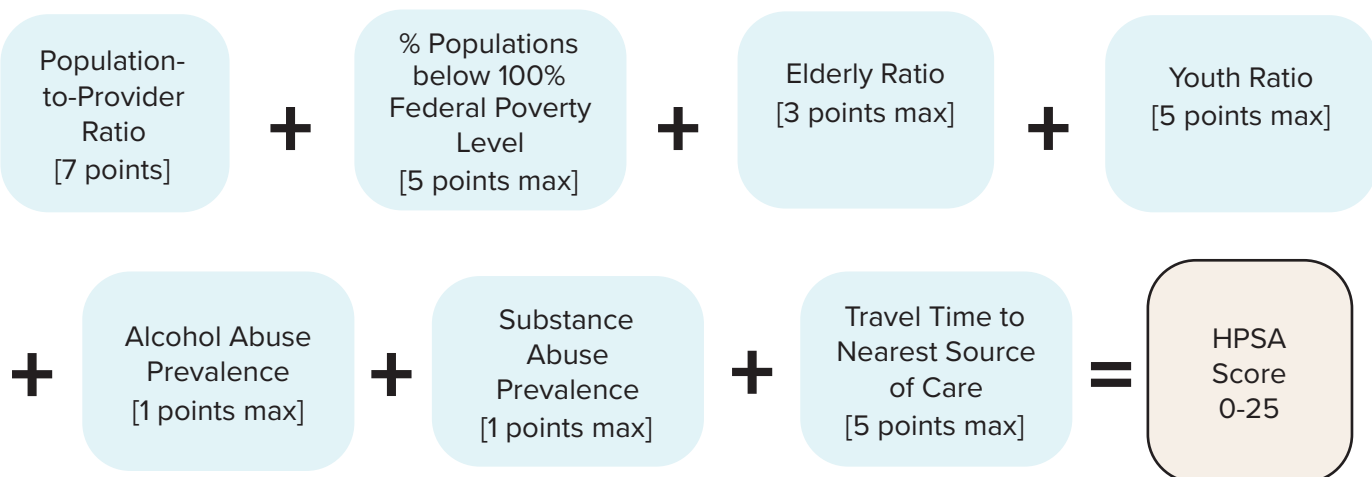 Population-
to-Provider
Ratio
[7 points]
+
% Populations
below 100%
Federal Poverty
Level
[5 points max]
+
Elderly Ratio
[3 points max]
+
Youth Ratio
[5 points max]
+
Alcohol Abuse
Prevalence
[1 points max]
+
Substance
Abuse
Prevalence
[1 points max]
+
Travel Time to
Nearest Source
of Care
[5 points max]
=
HPSA
Score
0-25